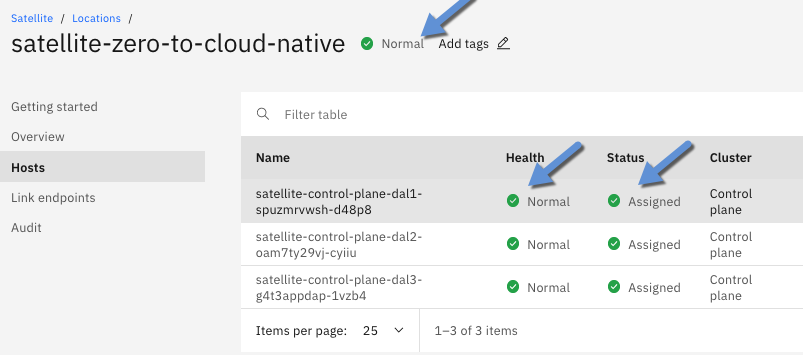 Satellite / Locations /
satellite-zero-to-cloud-native Normal Add tags
Getting started
Overview
Hosts
Link endpoints
Audit
Filter table
Name Health Status Cluster
satellite-control-plane-dal1- Normal Assigned Control
spuzmrvwsh-d48p8 plane
satellite-control-plane-dal2- Normal Assigned Control
oam7ty29vj-cyiiu plane
satellite-control-plane-dal3- Normal Assigned Control
g4t3appdap-1vzb4 plane
Items per page: 25 1–3 of 3 items